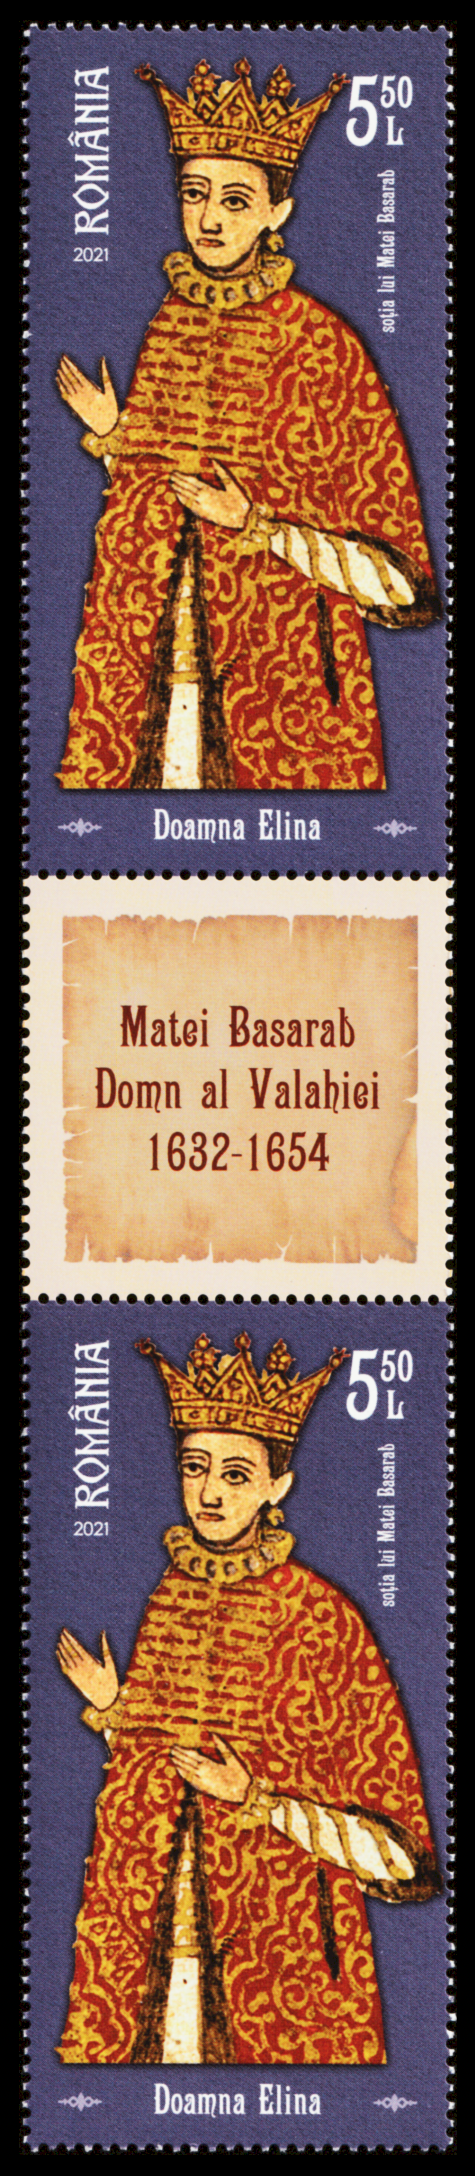 ROMÂNIA
2021
5 50 L
soția lui Matei Basarab
Doamna Elina
Matei Basarab
Domn al Valahiei
1632-1654
ROMÂNIA
2021
5 50 L
soția lui Matei Basarab
Doamna Elina